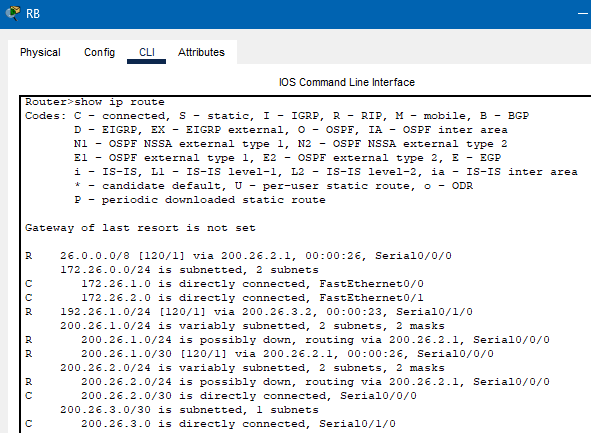 RB
Physical Config CLI Attributes
IOS Command Line Interface
Router>show ip route
Codes: C - connected, S - static, I - IGRP, R - RIP, M - mobile, B - BGP
D - EIGRP, EX - EIGRP external, O - OSPF, IA - OSPF inter area
N1 - OSPF NSSA external type 1, N2 - OSPF NSSA external type 2
E1 - OSPF external type 1, E2 - OSPF external type 2, E - EGP
i - IS-IS, L1 - IS-IS level-1, L2 - IS-IS level-2, ia - IS-IS inter area
* - candidate default, U - per-user static route, o - ODR
P - periodic downloaded static route
Gateway of last resort is not set
R 26.0.0.0/8 [120/1] via 200.26.2.1, 00:00:26, Serial0/0/0
172.26.0.0/24 is subnetted, 2 subnets
C 172.26.1.0 is directly connected, FastEthernet0/0
C 172.26.2.0 is directly connected, FastEthernet0/1
R 192.26.1.0/24 [120/1] via 200.26.3.2, 00:00:23, Serial0/1/0
200.26.1.0/24 is variably subnetted, 2 subnets, 2 masks
R 200.26.1.0/24 is possibly down, routing via 200.26.2.1, Serial0/0/0
R 200.26.1.0/30 [120/1] via 200.26.2.1, 00:00:26, Serial0/0/0
200.26.2.0/24 is variably subnetted, 2 subnets, 2 masks
R 200.26.2.0/24 is possibly down, routing via 200.26.2.1, Serial0/0/0
C 200.26.2.0/30 is directly connected, Serial0/0/0
200.26.3.0/30 is subnetted, 1 subnets
C 200.26.3.0 is directly connected, Serial0/1/0